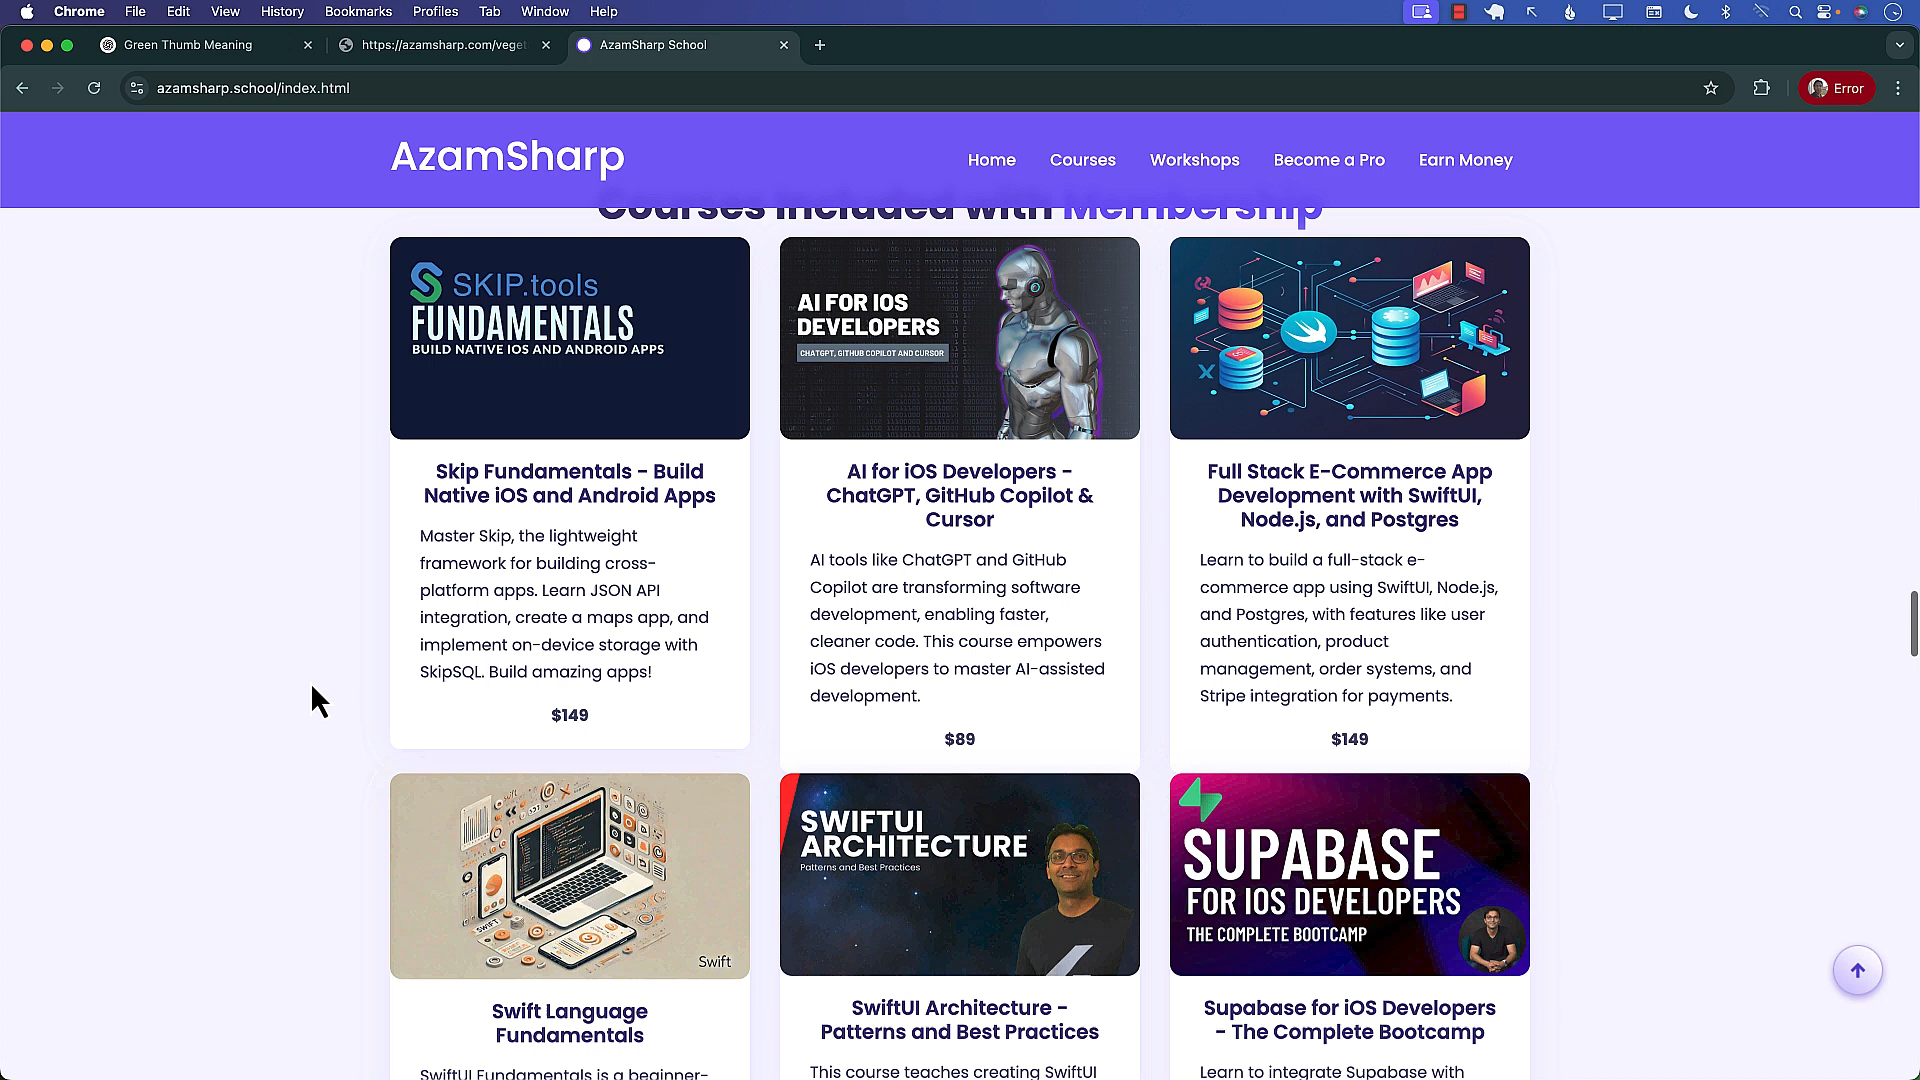 Chrome File Edit View History Bookmarks Profiles Tab Window Help
Green Thumb Meaning
https://azamsharp.com/veget
AzamSharp School
azamsharp.school/index.html
Error
AzamSharp
Home Courses Workshops Become a Pro Earn Money
Courses Included with Membership
SKIP.tools
FUNDAMENTALS
BUILD NATIVE IOS AND ANDROID APPS
Skip Fundamentals - Build
Native iOS and Android Apps
Master Skip, the lightweight
framework for building cross-
platform apps. Learn JSON API
integration, create a maps app, and
implement on-device storage with
SkipSQL. Build amazing apps!
$149
AI FOR IOS
DEVELOPERS
CHATGPT, GITHUB COPILOT AND CURSOR
AI for iOS Developers -
ChatGPT, GitHub Copilot &
Cursor
AI tools like ChatGPT and GitHub
Copilot are transforming software
development, enabling faster,
cleaner code. This course empowers
iOS developers to master AI-assisted
development.
$89
Full Stack E-Commerce App
Development with SwiftUI,
Node.js, and Postgres
Learn to build a full-stack e-
commerce app using SwiftUI, Node.js,
and Postgres, with features like user
authentication, product
management, order systems, and
Stripe integration for payments.
$149
Swift
Swift Language
Fundamentals
SwiftUI Fundamentals is a beginner-
SWIFTUI
ARCHITECTURE
Patterns and Best Practices
SwiftUI Architecture -
Patterns and Best Practices
This course teaches creating SwiftUI
SUPABASE
FOR IOS DEVELOPERS
THE COMPLETE BOOTCAMP
Supabase for iOS Developers
- The Complete Bootcamp
Learn to integrate Supabase with